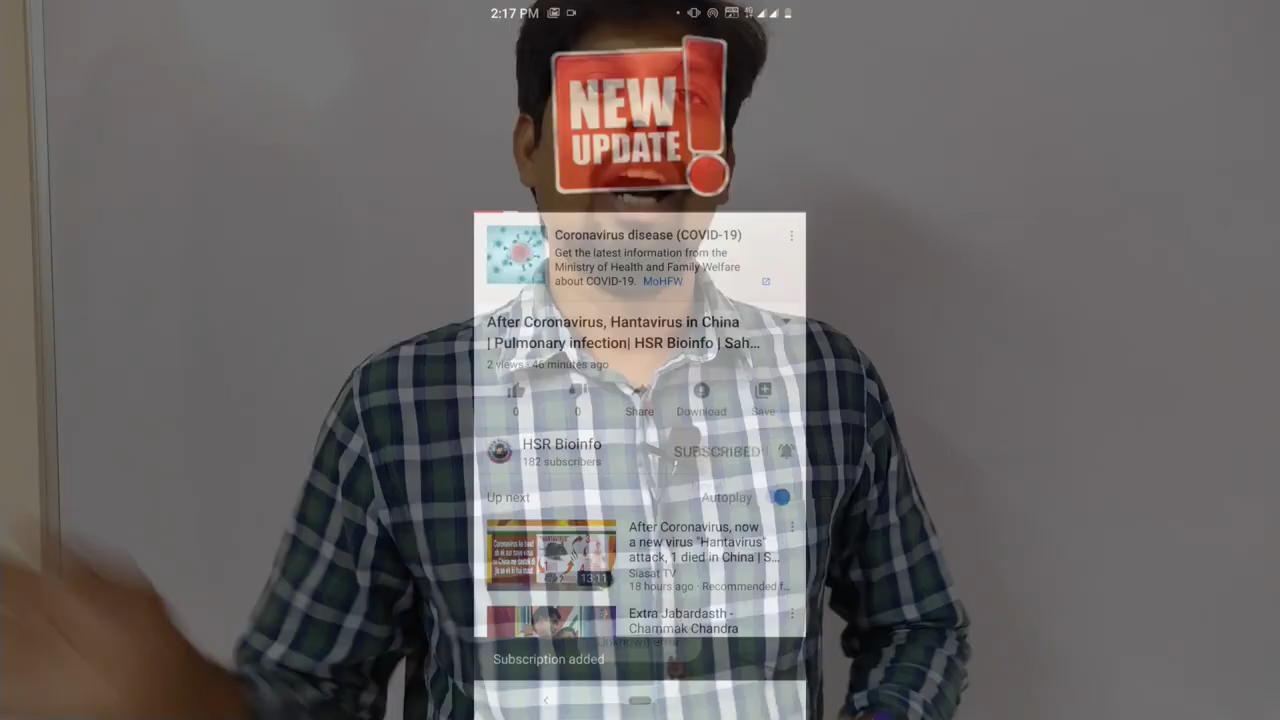 2:17 PM
NEW
UPDATE!
Coronavirus disease (COVID-19)
Get the latest information from the
Ministry of Health and Family Welfare
about COVID-19. MoHFW
After Coronavirus, Hantavirus in China
| Pulmonary infection| HSR Bioinfo | Sah...
2 views · 46 minutes ago
0
0
Share
Download
Save
HSR Bioinfo
182 subscribers
SUBSCRIBED
Up next
Autoplay
After Coronavirus, now
a new virus "Hantavirus"
attack, 1 died in China | S...
Siasat TV
18 hours ago · Recommended f...
13:11
HANTAVIRUS
Extra Jabardasth -
Chammak Chandra
Unknown error
Subscription added